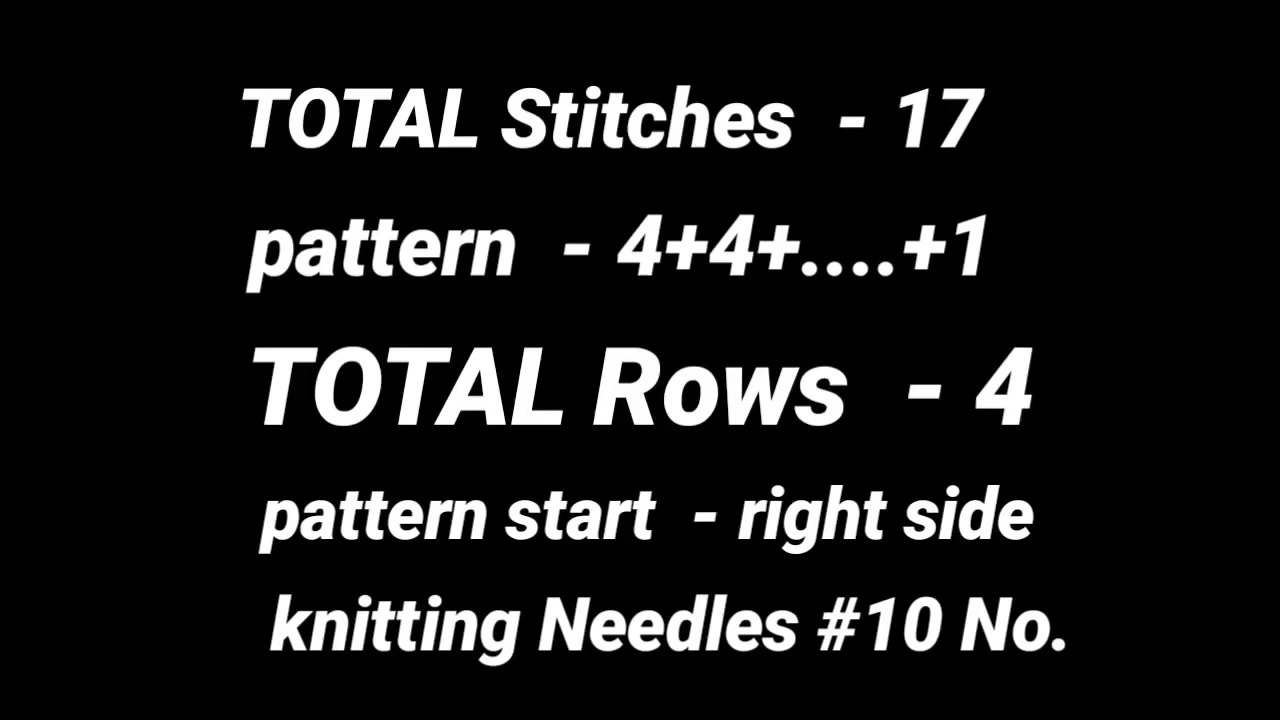 TOTAL Stitches - 17
pattern - 4+4+....+1
TOTAL Rows - 4
pattern start - right side
knitting Needles #10 No.